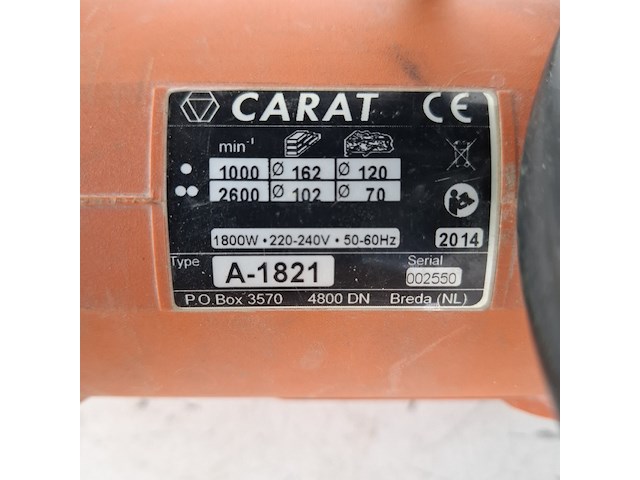 CARAT CE
min-1
1000 Ø 162 Ø 120
2600 Ø 102 Ø 70
1800W • 220-240V • 50-60Hz 2014
Type A-1821 Serial 002550
P.O.Box 3570 4800 DN Breda (NL)